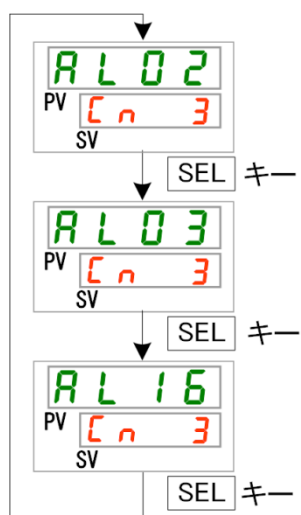 AL02
PV
Cn 3
SV
SEL キー
AL03
PV
Cn 3
SV
SEL キー
AL16
PV
Cn 3
SV
SEL キー